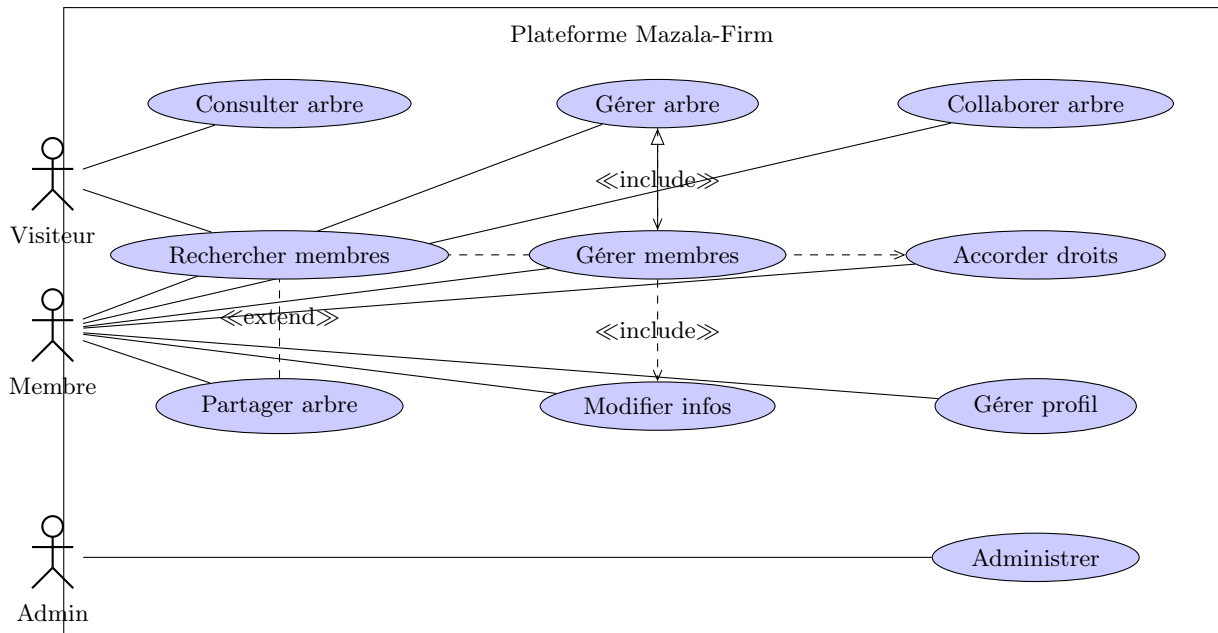 Plateforme Mazala-Firm
Consulter arbre
Gérer arbre
Collaborer arbre
≪include≫
Visiteur
Rechercher membres
Gérer membres
Accorder droits
≪extend≫
≪include≫
Membre
Partager arbre
Modifier infos
Gérer profil
Administrer
Admin